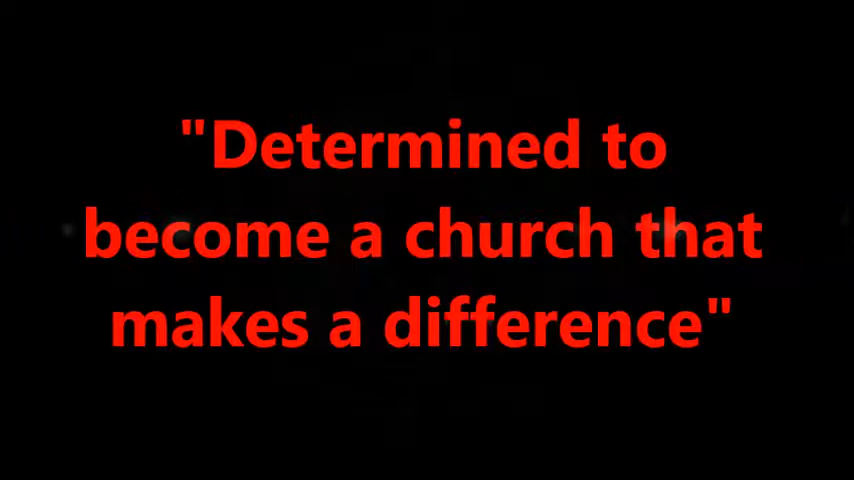 "Determined to
become a church that
makes a difference"